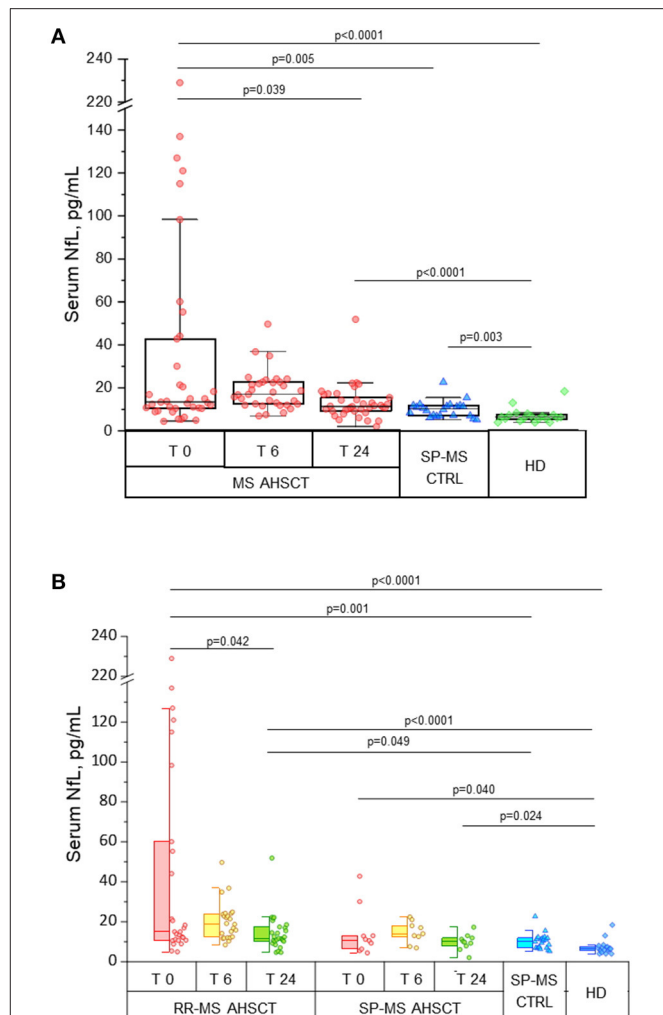 A
p<0.0001
240
p=0.005
220
p=0.039
140
120
100
Serum NfL, pg/mL
80
p<0.0001
60
p=0.003
40
20
0
T 0 T 6 T 24 SP-MS CTRL HD
MS AHSCT
B
p<0.0001
p=0.001
240
p=0.042
220
120
p<0.0001
100
p=0.049
Serum NfL, pg/mL
80
p=0.040
p=0.024
60
40
20
0
T 0 T 6 T 24 T 0 T 6 T 24 SP-MS CTRL HD
RR-MS AHSCT SP-MS AHSCT